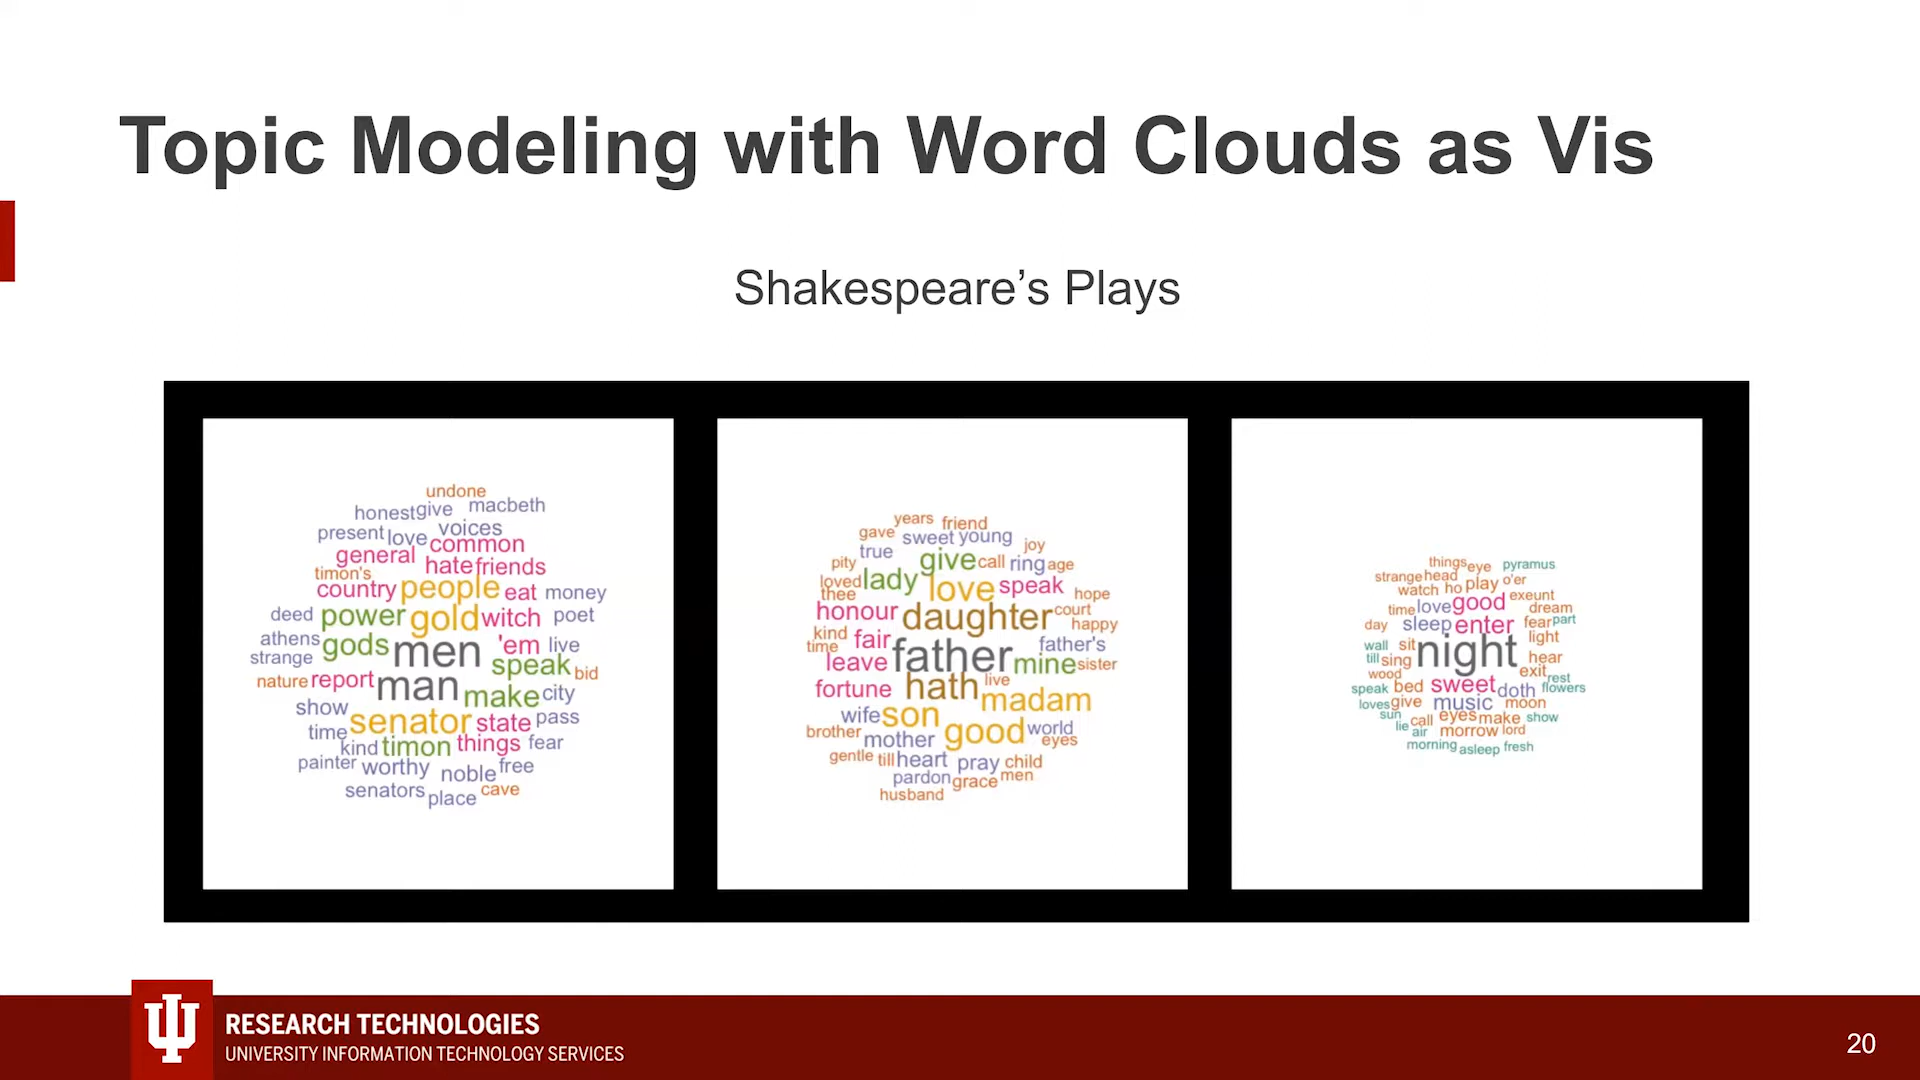 Topic Modeling with Word Clouds as Vis
Shakespeare’s Plays
undone
honest give macbeth
present love voices
general common
hate friends
timon's
country people eat money
deed power gold witch poet
athens gods men 'em live
strange speak bid
nature report man make city
show senator state pass
time kind timon things fear
painter worthy noble free
senators place cave
years friend
gave sweet young joy
true give call ring age
pity lady love speak hope
loved
thee
honour daughter court
happy
kind fair father father's
time
leave mine sister
fortune hath live madam
wife son good world
brother mother eyes
gentle till heart pray child
pardon grace men
husband
things eye pyramus
strange head play o'er
watch ho exeunt
time love good dream
day sleep enter fear part
wall sit night light
till sing hear
wood exit rest
speak bed sweet doth flowers
loves give music moon
sun call eyes make show
lie air morrow lord
morning asleep fresh
RESEARCH TECHNOLOGIES
UNIVERSITY INFORMATION TECHNOLOGY SERVICES
20